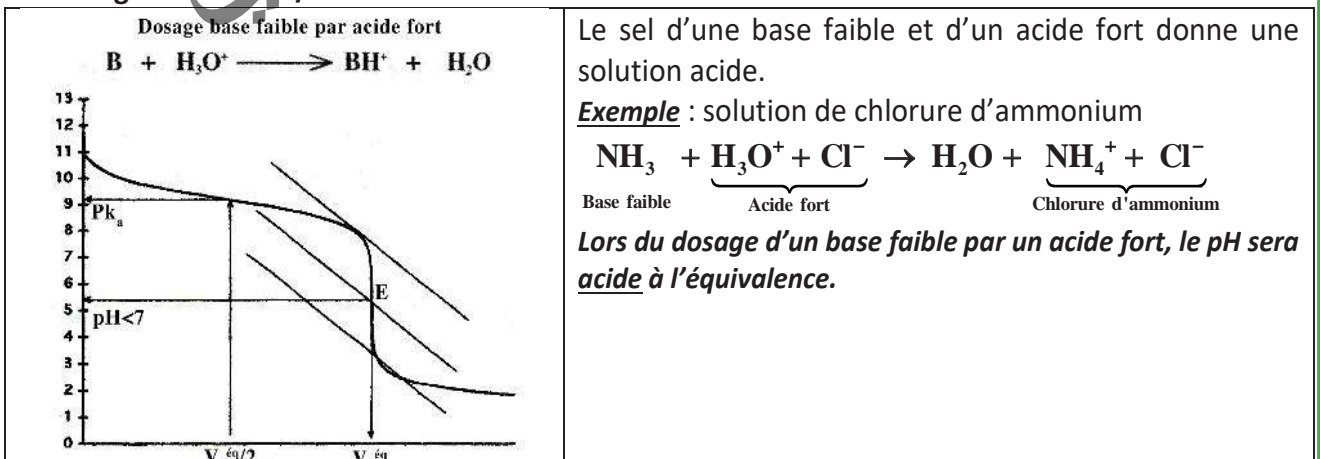 Dosage base faible par acide fort
B + H₃O⁺ ⟶ BH⁺ + H₂O
13
12
11
10
9
Pkₐ
8
7
6
E
5
pH<7
4
3
2
1
0
V éq/2
V éq
Le sel d’une base faible et d’un acide fort donne une
solution acide.
Exemple : solution de chlorure d’ammonium
NH₃ + H₃O⁺ + Cl⁻ → H₂O + NH₄⁺ + Cl⁻
Base faible Acide fort Chlorure d'ammonium
Lors du dosage d’un base faible par un acide fort, le pH sera
acide à l’équivalence.